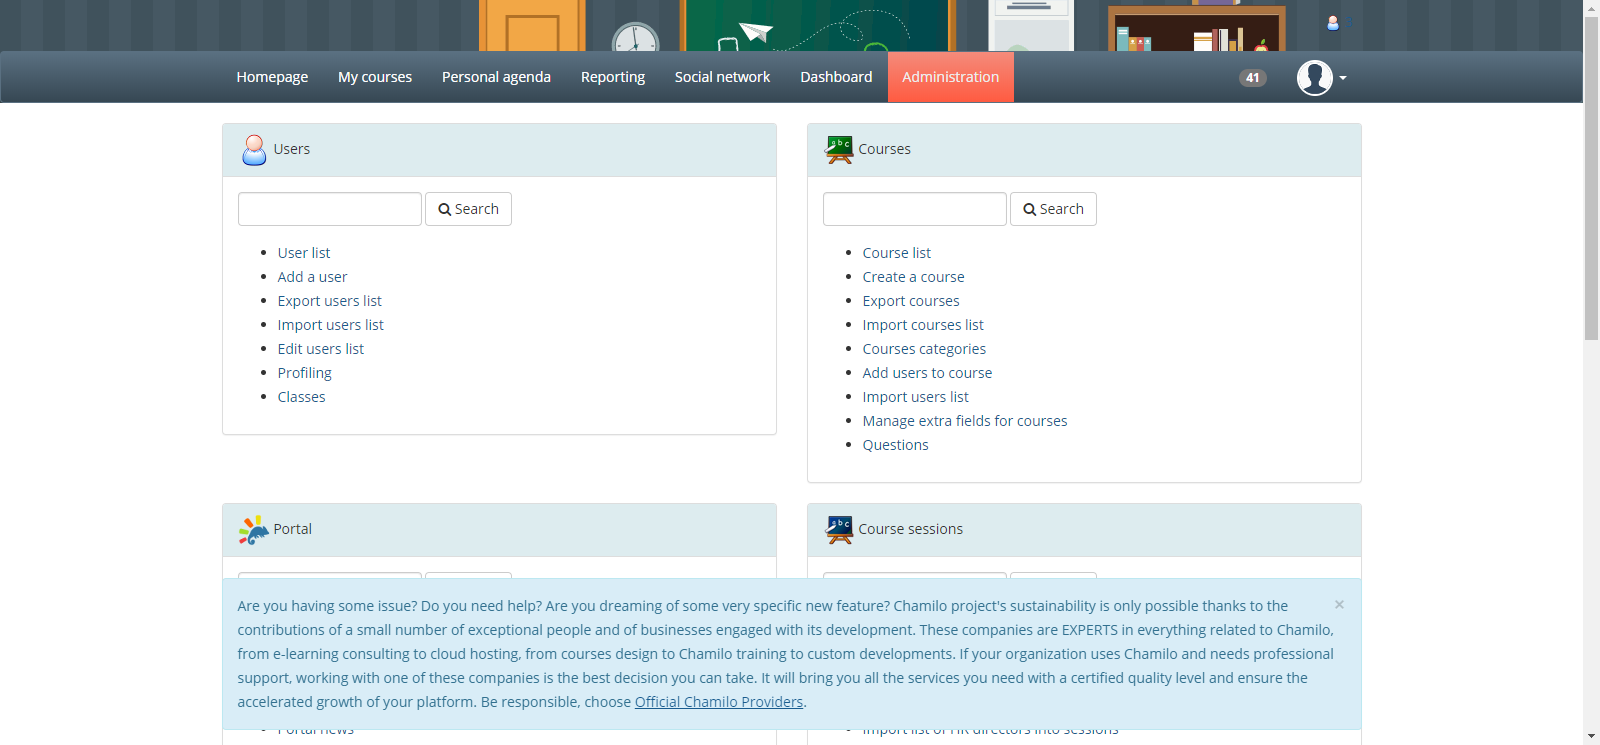 Homepage
My courses
Personal agenda
Reporting
Social network
Dashboard
Administration
41
Users
Search
User list
Add a user
Export users list
Import users list
Edit users list
Profiling
Classes
Courses
Search
Course list
Create a course
Export courses
Import courses list
Courses categories
Add users to course
Import users list
Manage extra fields for courses
Questions
Portal
Course sessions
Are you having some issue? Do you need help? Are you dreaming of some very specific new feature? Chamilo project's sustainability is only possible thanks to the
contributions of a small number of exceptional people and of businesses engaged with its development. These companies are EXPERTS in everything related to Chamilo,
from e-learning consulting to cloud hosting, from courses design to Chamilo training to custom developments. If your organization uses Chamilo and needs professional
support, working with one of these companies is the best decision you can take. It will bring you all the services you need with a certified quality level and ensure the
accelerated growth of your platform. Be responsible, choose Official Chamilo Providers.
×
Portal news
Import list of HR directors into sessions